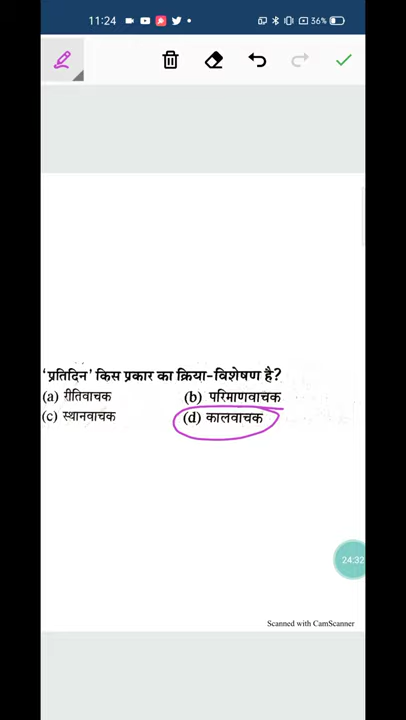 11:24
36%
'प्रतिदिन' किस प्रकार का क्रिया-विशेषण है?
(a) रीतिवाचक (b) परिमाणवाचक
(c) स्थानवाचक (d) कालवाचक
24:32
Scanned with CamScanner